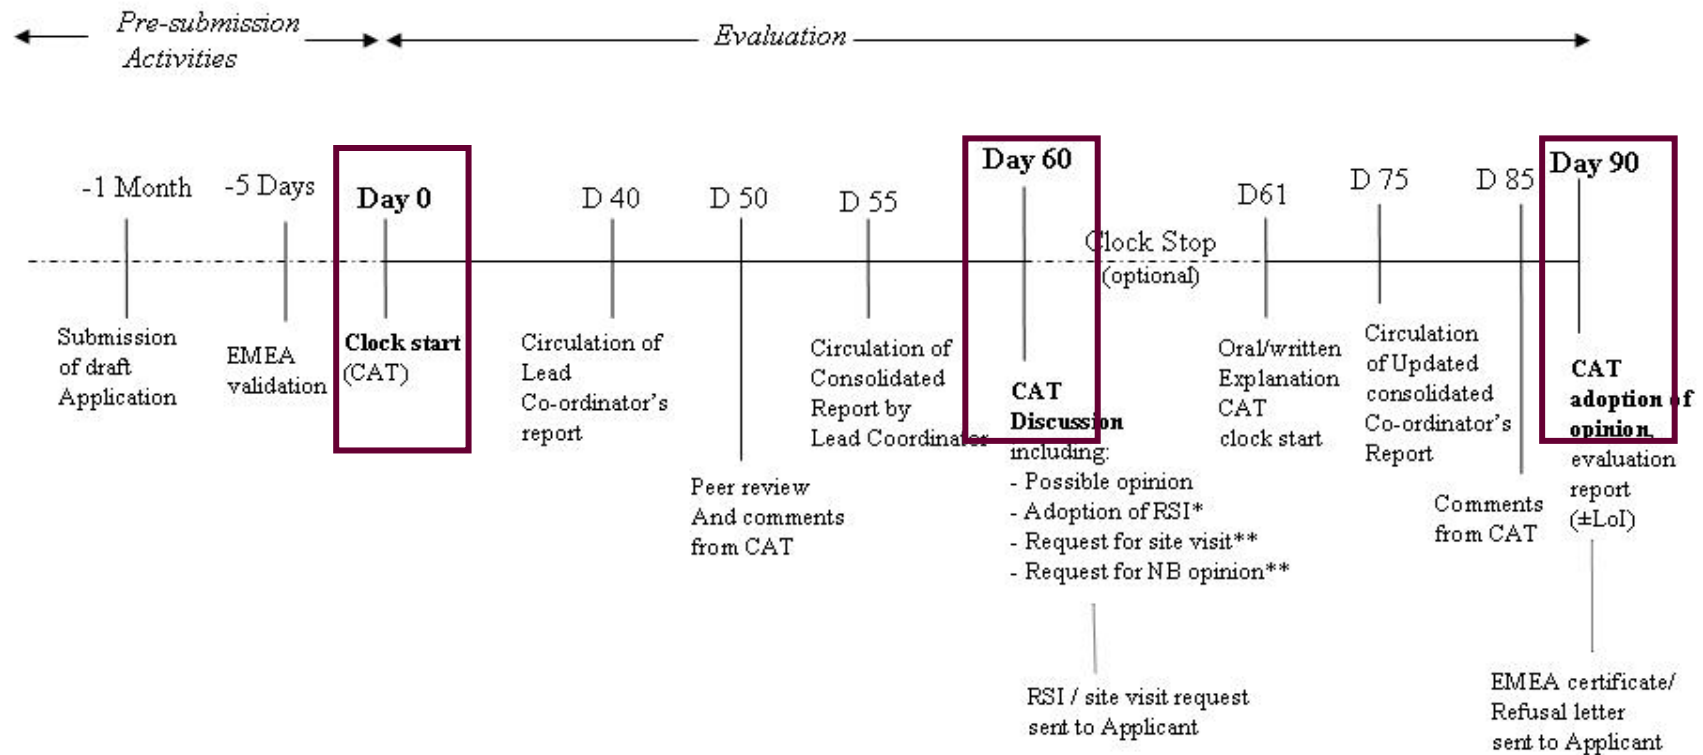 Pre-submission
Activities
Evaluation
-1 Month
-5 Days
Day 0
D 40
D 50
D 55
Day 60
D61
D 75
D 85
Day 90
Clock Stop
(optional)
Submission
of draft
Application
EMEA
validation
Clock start
(CAT)
Circulation of
Lead
Co-ordinator's
report
Peer review
And comments
from CAT
Circulation of
Consolidated
Report by
Lead Coordinator
CAT
Discussion
including:
- Possible opinion
- Adoption of RSI*
- Request for site visit**
- Request for NB opinion**
RSI / site visit request
sent to Applicant
Oral/written
Explanation
CAT
clock start
Circulation
of Updated
consolidated
Co-ordinator's
Report
Comments
from CAT
CAT
adoption of
opinion,
evaluation
report
(±LoI)
EMEA certificate/
Refusal letter
sent to Applicant